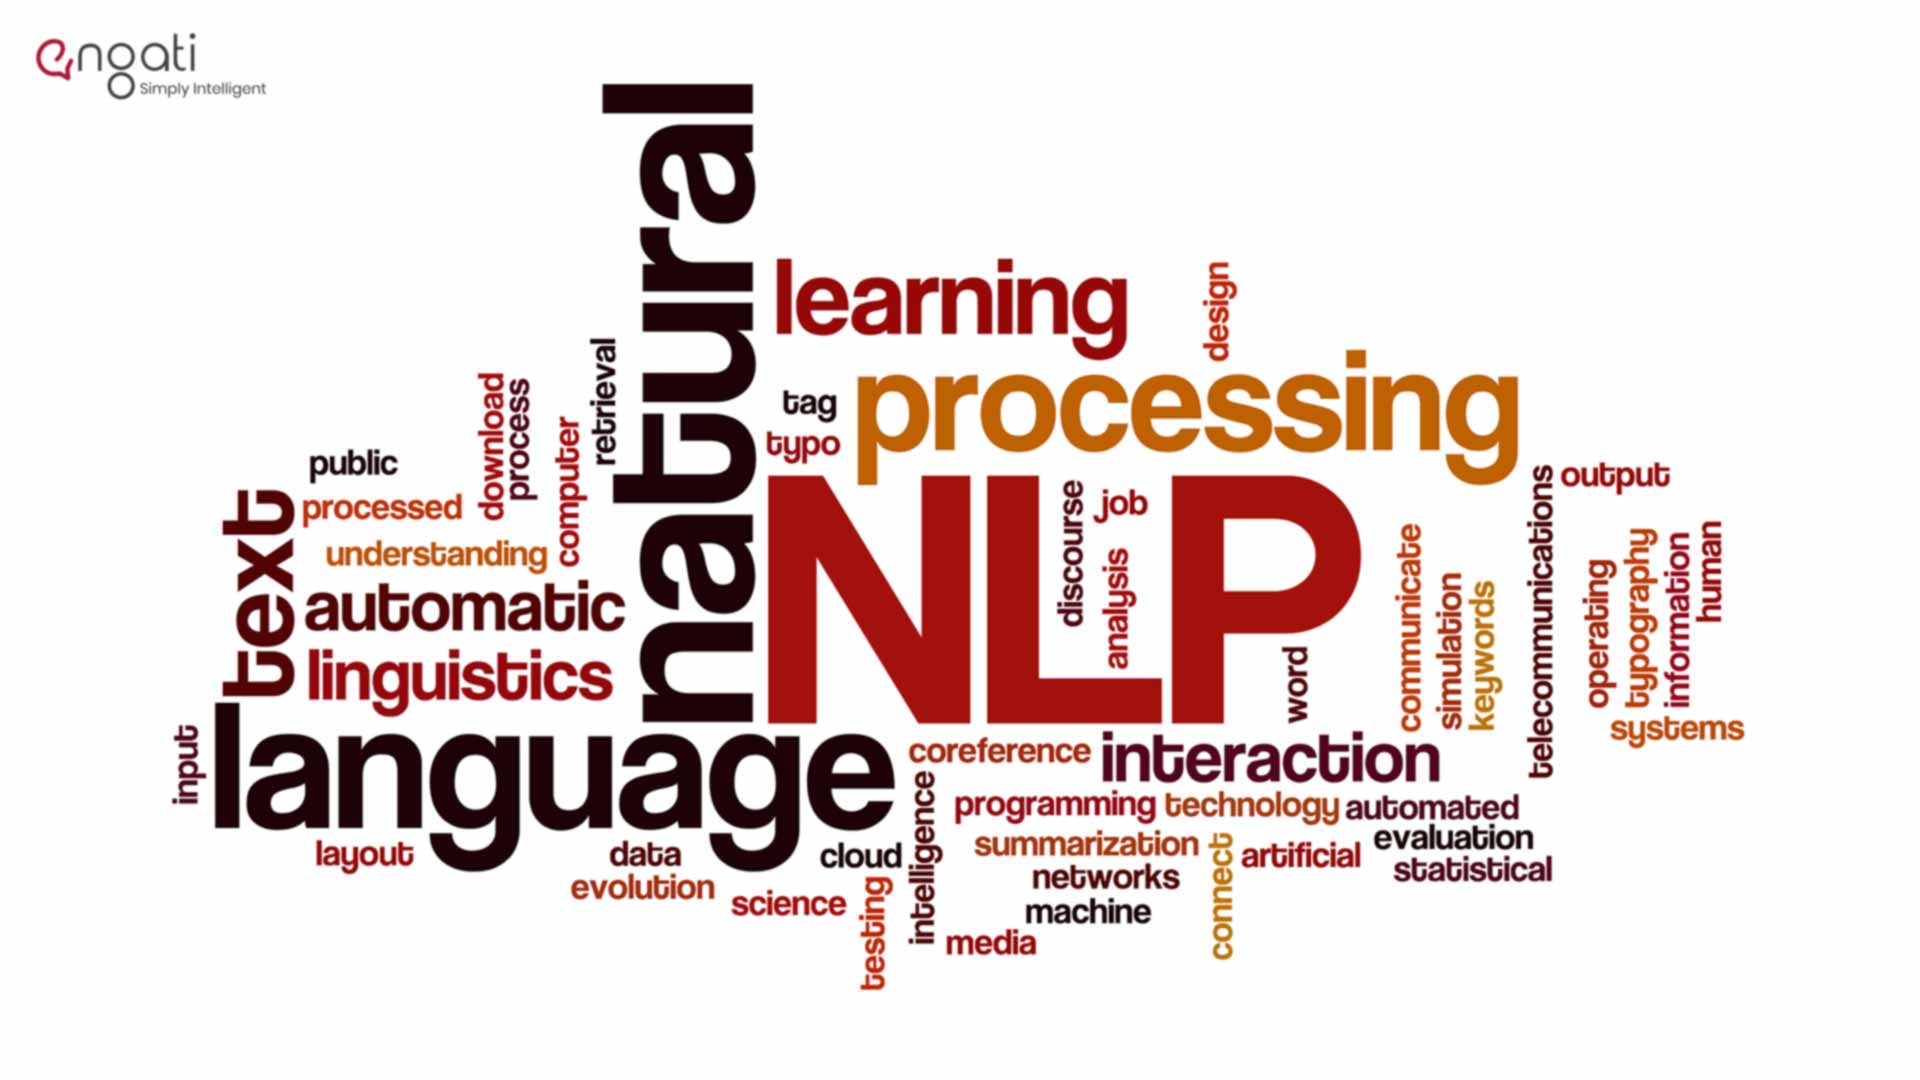 engati
Simply Intelligent
natural
learning
design
processing
tag
typo
retrieval
download
process
computer
public
processed
understanding
text
automatic
linguistics
NLP
discourse
job
analysis
word
output
communicate
simulation
keywords
telecommunications
operating
typography
information
human
systems
input
language
coreference
interaction
programming
technology
automated
layout
data
cloud
intelligence
summarization
connect
artificial
evaluation
statistical
evolution
science
testing
networks
machine
media